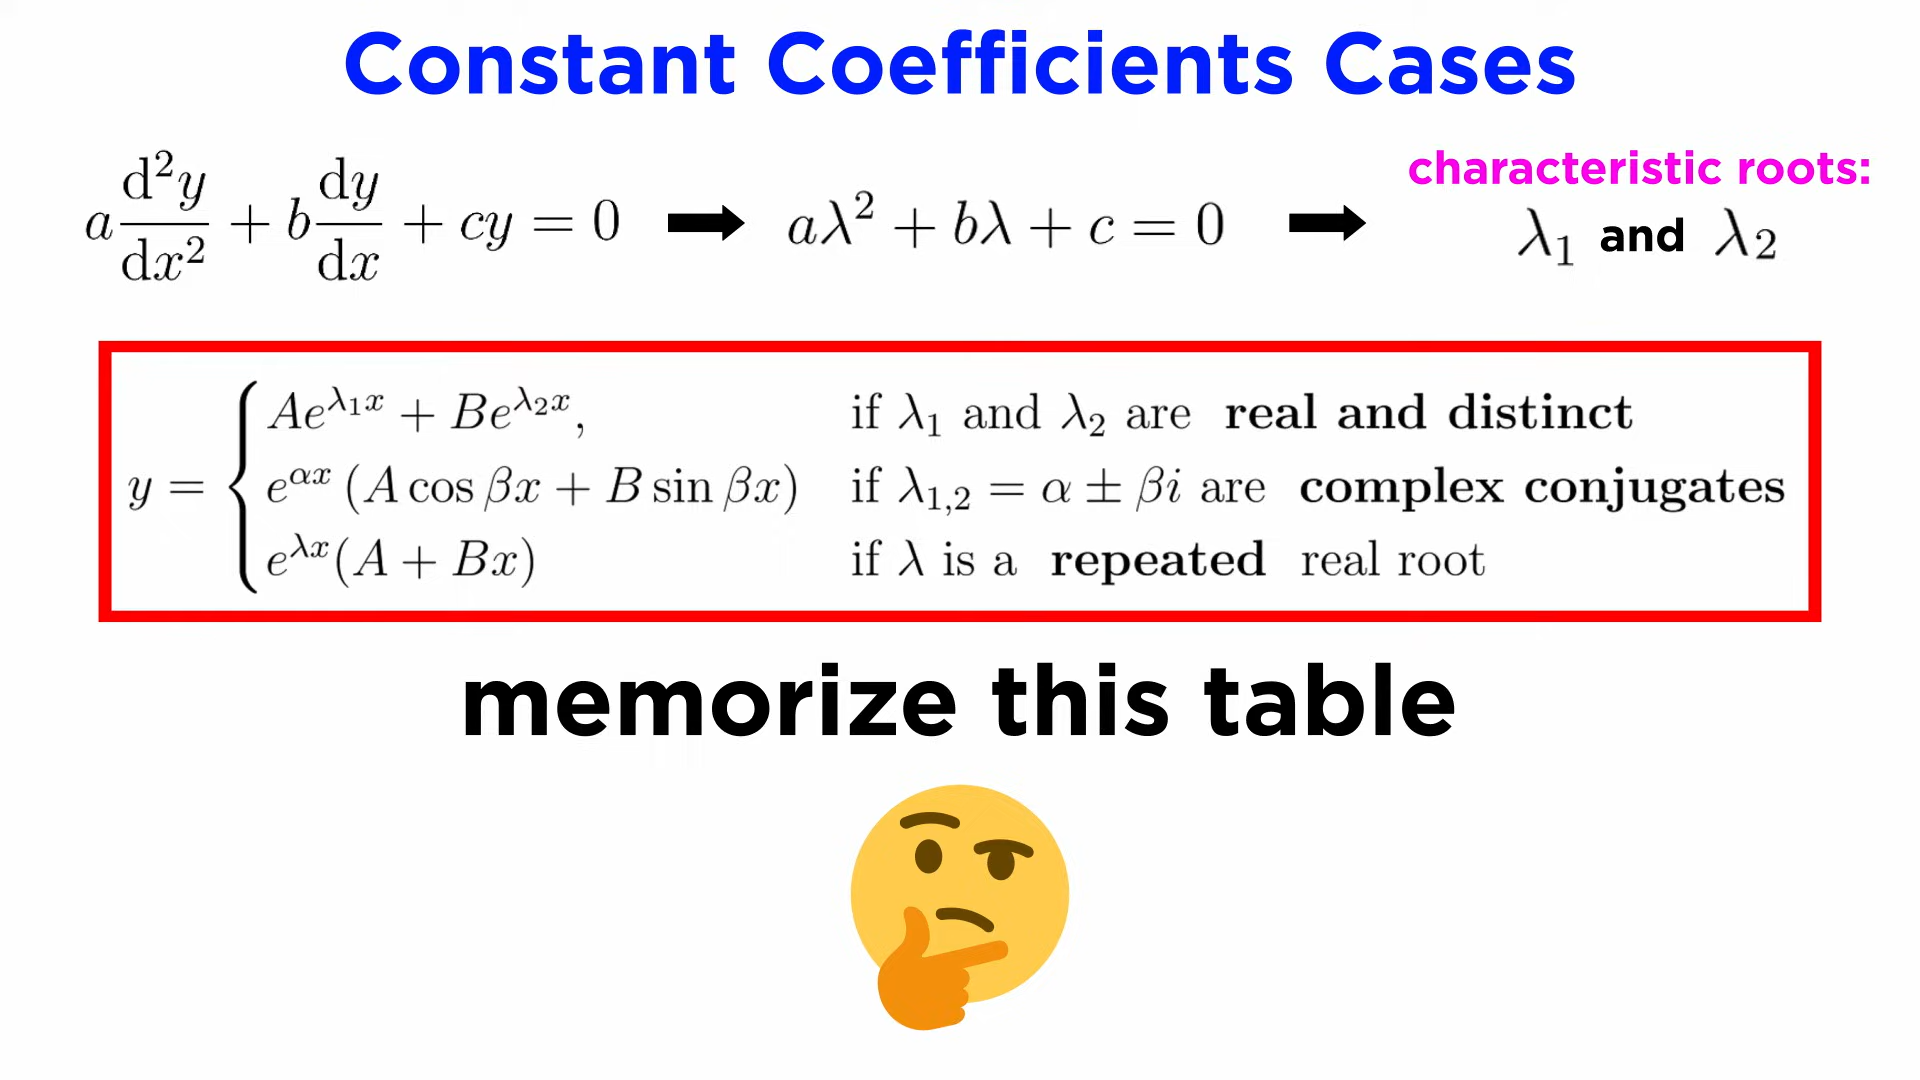 Constant Coefficients Cases
a d²y/dx² + b dy/dx + cy = 0 ➡ aλ² + bλ + c = 0 ➡ characteristic roots:
λ₁ and λ₂
y = { Ae^{λ₁x} + Be^{λ₂x}, if λ₁ and λ₂ are real and distinct
e^{αx} (A cos βx + B sin βx) if λ₁,₂ = α ± βi are complex conjugates
e^{λx}(A + Bx) if λ is a repeated real root
memorize this table